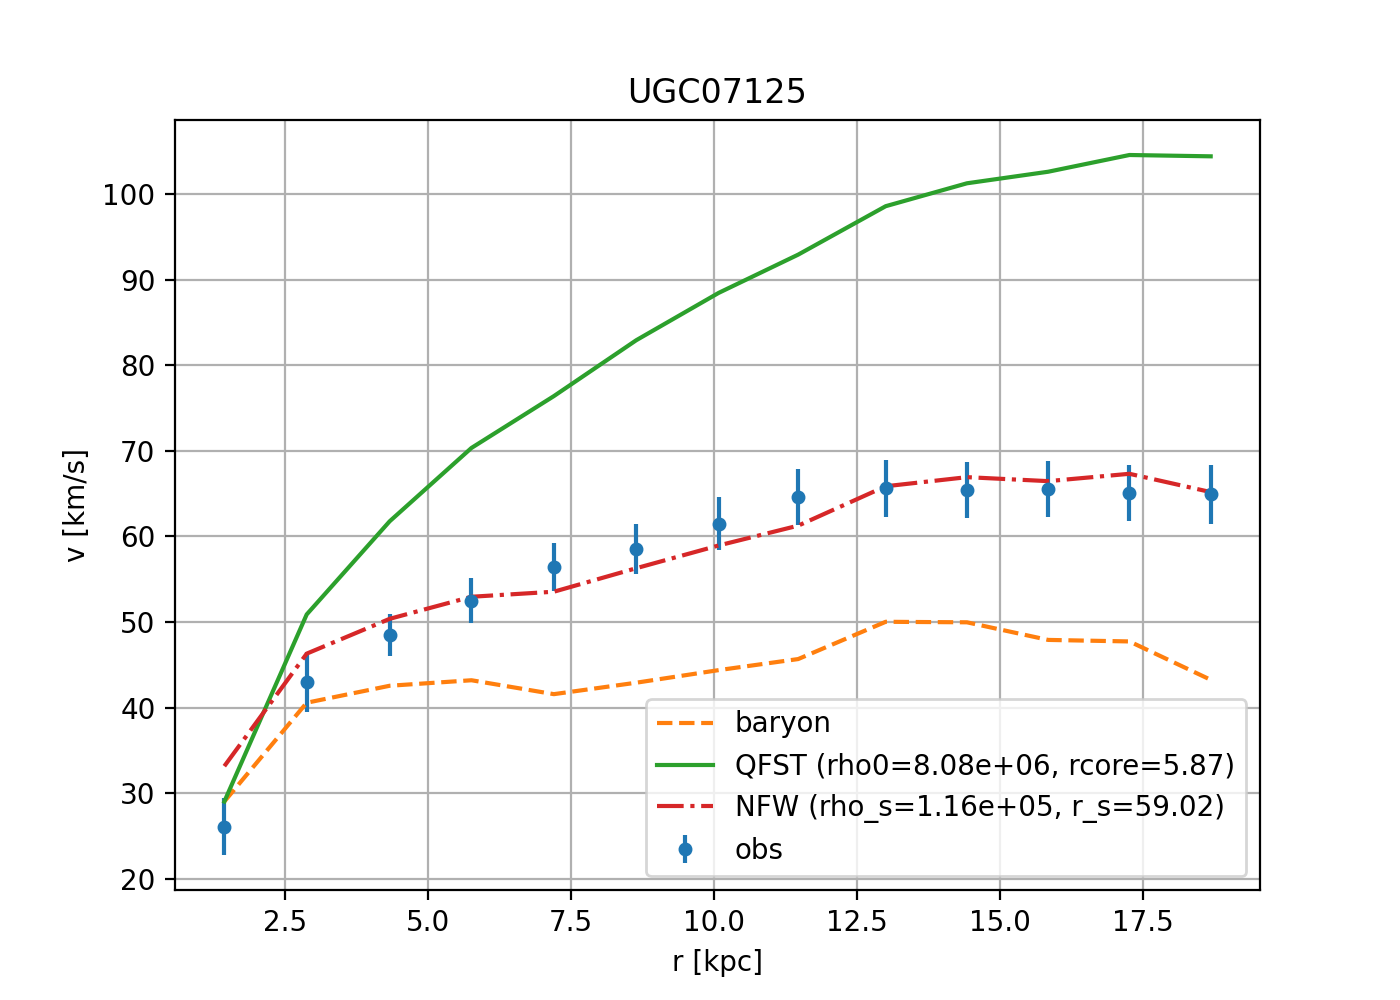 UGC07125
v [km/s]
100
90
80
70
60
50
40
30
20
baryon
QFST (rho0=8.08e+06, rcore=5.87)
NFW (rho_s=1.16e+05, r_s=59.02)
obs
2.5 5.0 7.5 10.0 12.5 15.0 17.5
r [kpc]